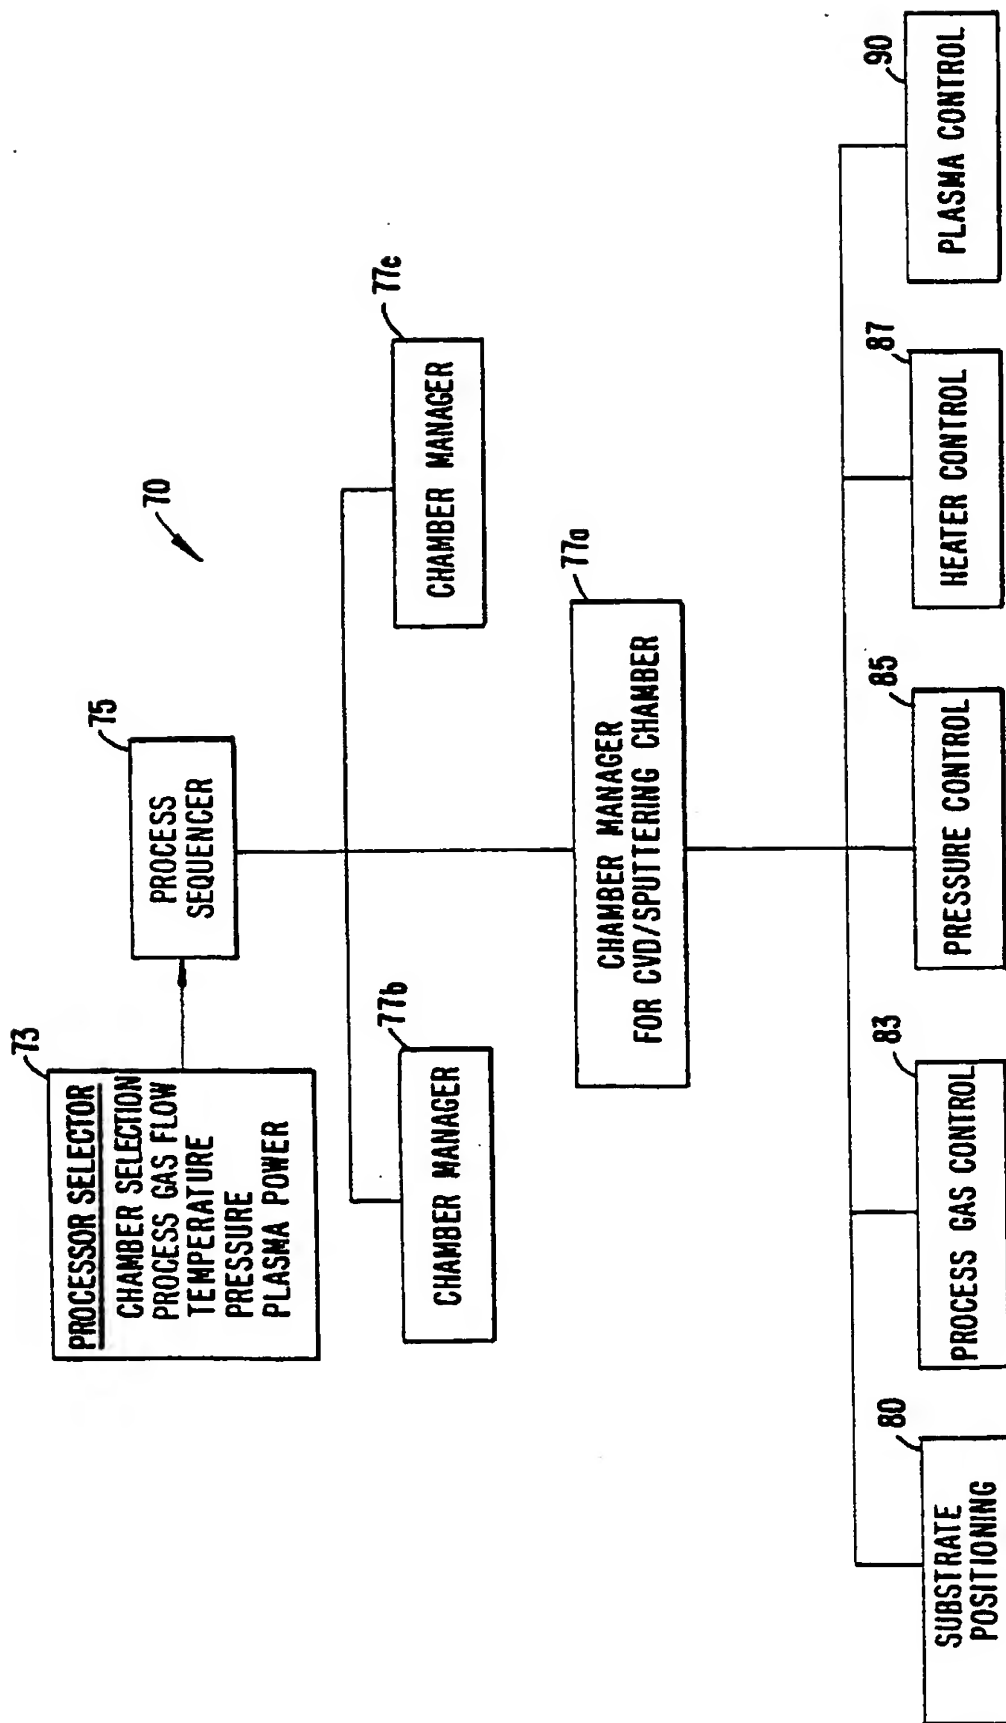 73
PROCESSOR SELECTOR
CHAMBER SELECTION
PROCESS GAS FLOW
TEMPERATURE
PRESSURE
PLASMA POWER
75
PROCESS
SEQUENCER
70
77b
CHAMBER MANAGER
77c
CHAMBER MANAGER
77a
CHAMBER MANAGER
FOR CVD/SPUTTERING CHAMBER
80
SUBSTRATE
POSITIONING
83
PROCESS GAS CONTROL
85
PRESSURE CONTROL
87
HEATER CONTROL
90
PLASMA CONTROL